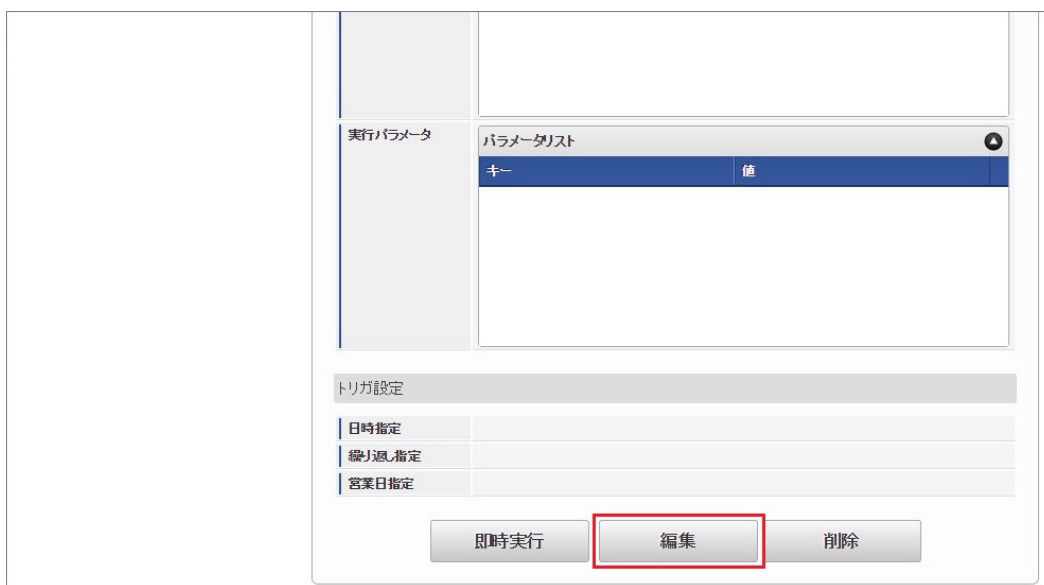 実行パラメータ
パラメータリスト
キー 値
トリガ設定
日時指定
繰り返し指定
営業日指定
即時実行 編集 削除